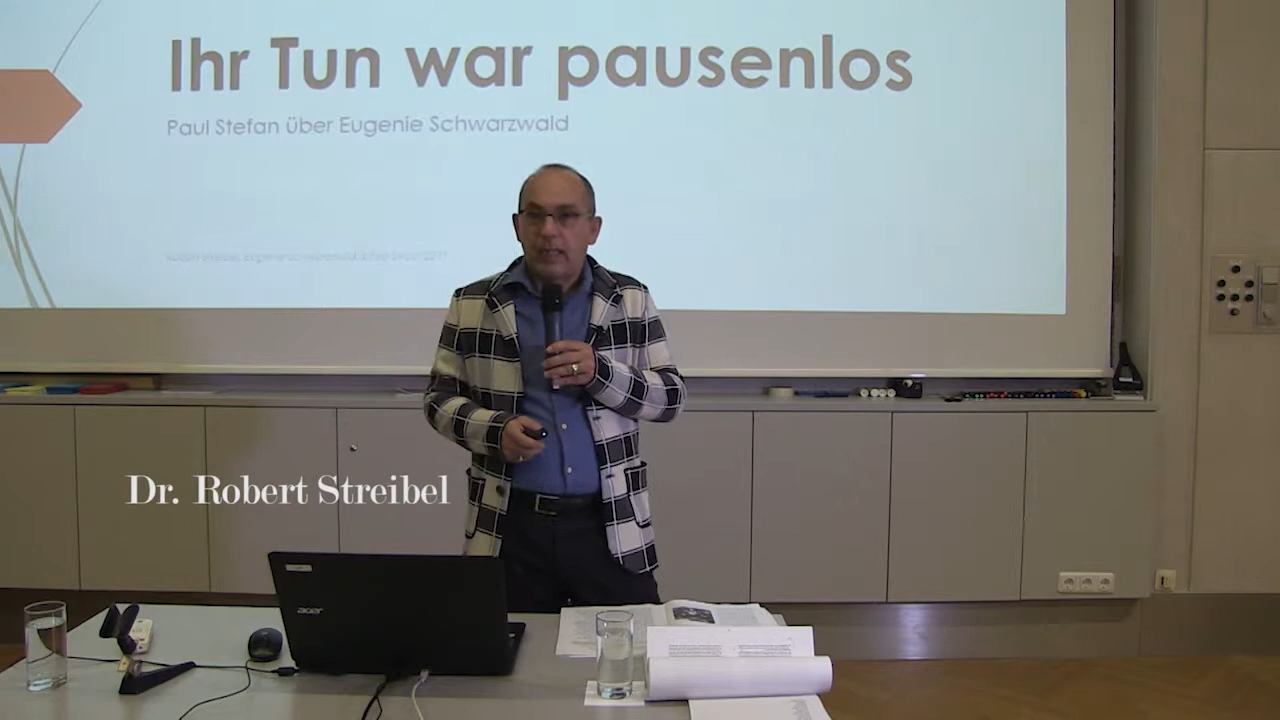 Ihr Tun war pausenlos
Paul Stefan über Eugenie Schwarzwald
Dr. Robert Streibel
acer